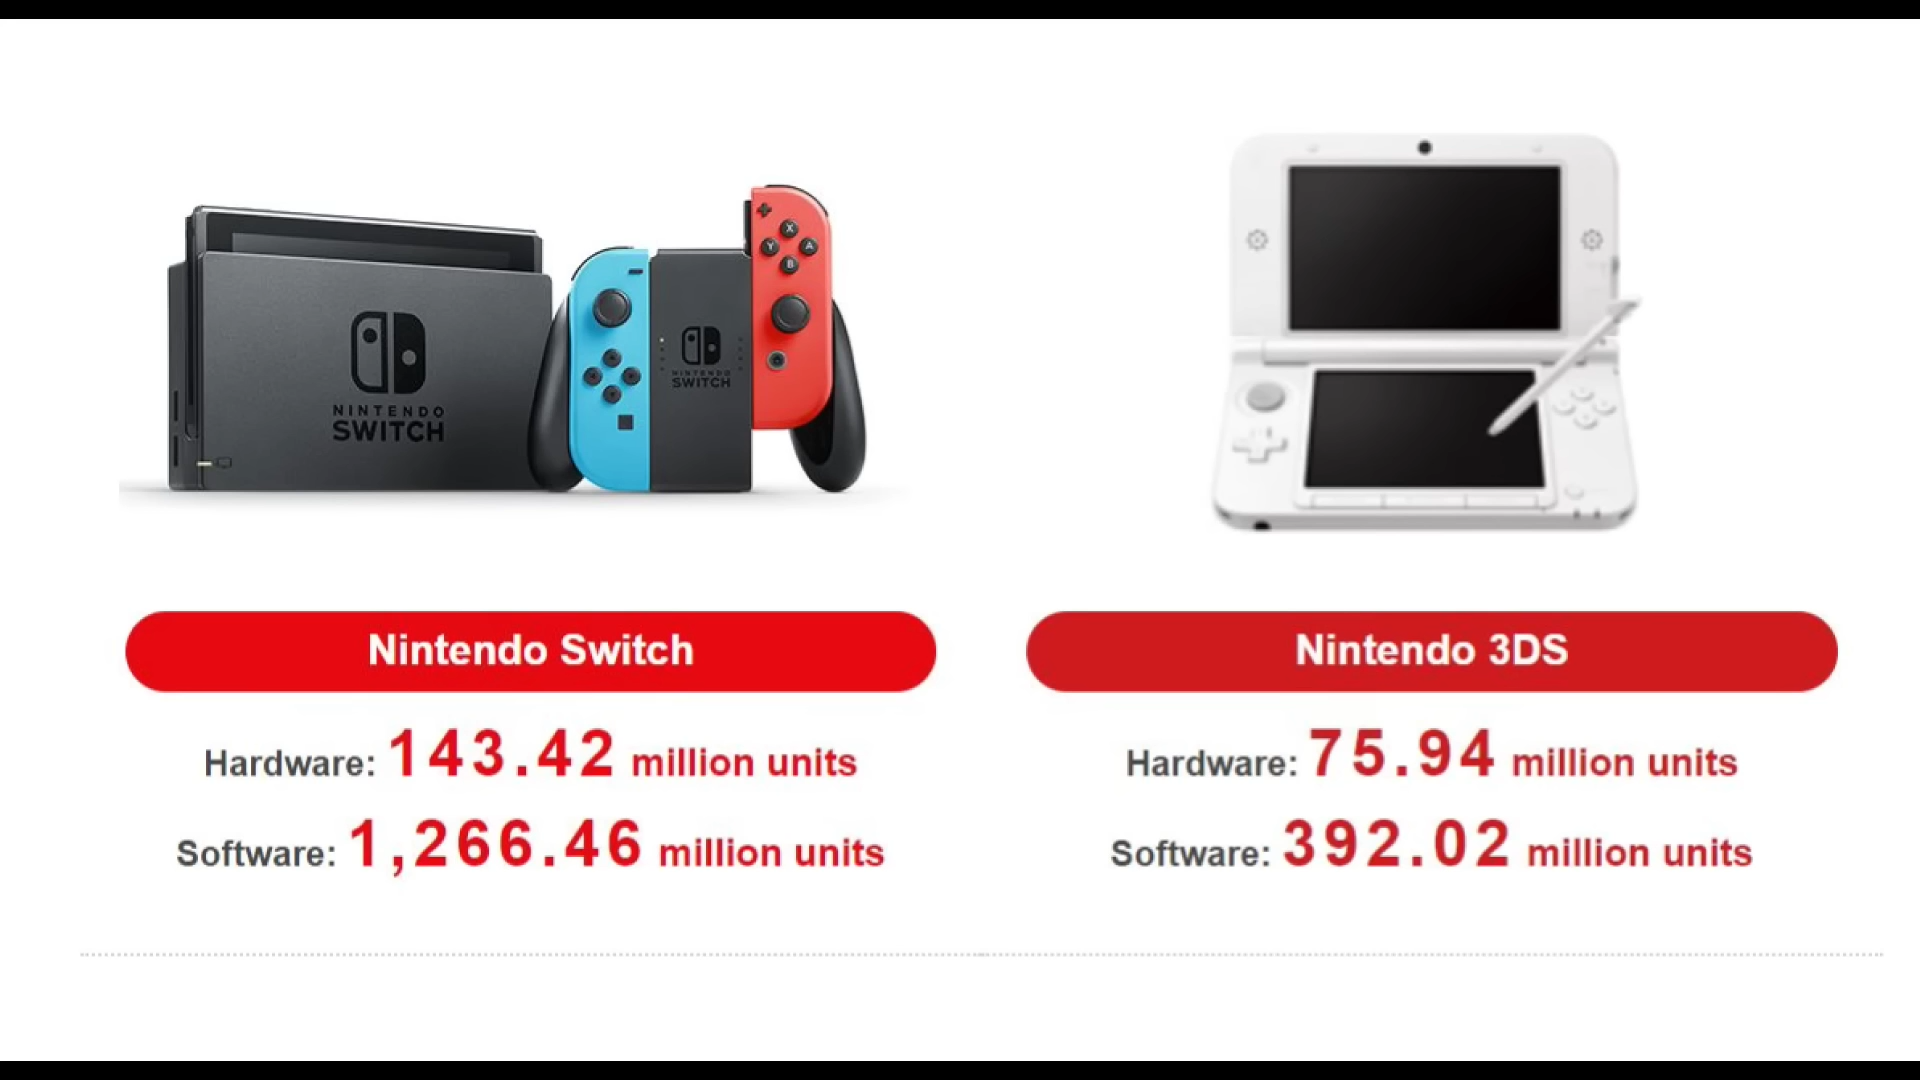 NINTENDO
SWITCH
NINTENDO
SWITCH
X
Y A
B
Nintendo Switch
Hardware: 143.42 million units
Software: 1,266.46 million units
Nintendo 3DS
Hardware: 75.94 million units
Software: 392.02 million units